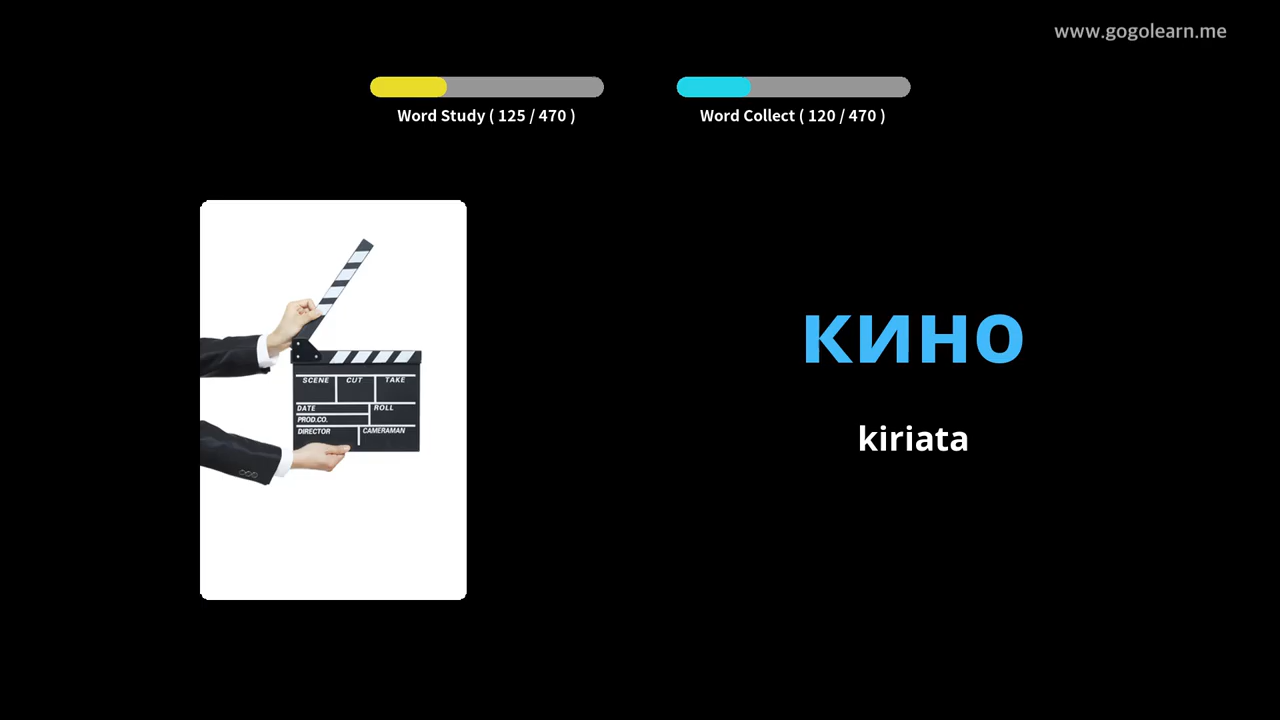 www.gogolearn.me
Word Study ( 125 / 470 )
Word Collect ( 120 / 470 )
SCENE CUT TAKE
DATE ROLL
PROD.CO.
DIRECTOR CAMERAMAN
кино
kiriata